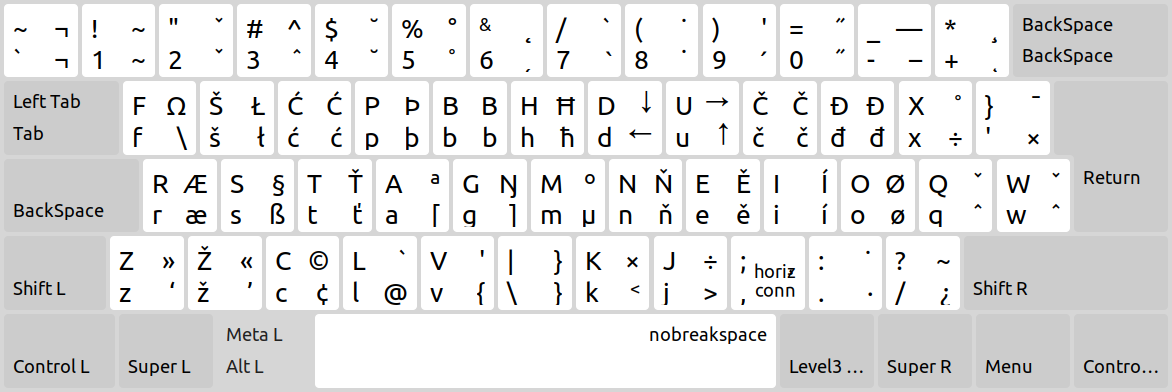 ~ ¬ ! ~ " ˇ # ^ $ ˘ % ° & ˛ / ` ( ˙ ) ' = ˝ _ — * ¸ BackSpace
` ¬ 1 ~ 2 ˇ 3 ˆ 4 ˘ 5 ° 6 ˛ 7 ` 8 ˙ 9 ´ 0 ˝ - – + ˛ BackSpace
Left Tab F Ω Š Ł Ć Ć P Þ B B H Ħ D ↓ U → Č Č Đ Đ X ° } ¯
Tab f \ š ł ć ć p þ b b h ħ d ← u ↑ č č đ đ x ÷ ' ×
R Æ S § T Ť A ª G Ŋ M º N Ň E Ě I Í O Ø Q ˇ W ˇ Return
BackSpace r æ s ß t ť a ⌈ g ⌉ m µ n ň e ě i í o ø q ˆ w ˆ
Z » Ž « C © L ` V ' | } K × J ÷ ; horiz : ˙ ? ~
Shift L z ‘ ž ’ c ¢ l @ v { \ } k < j > , conn . · / ¿ Shift R
Meta L nobreakspace
Control L Super L Alt L Level3 ... Super R Menu Contro...